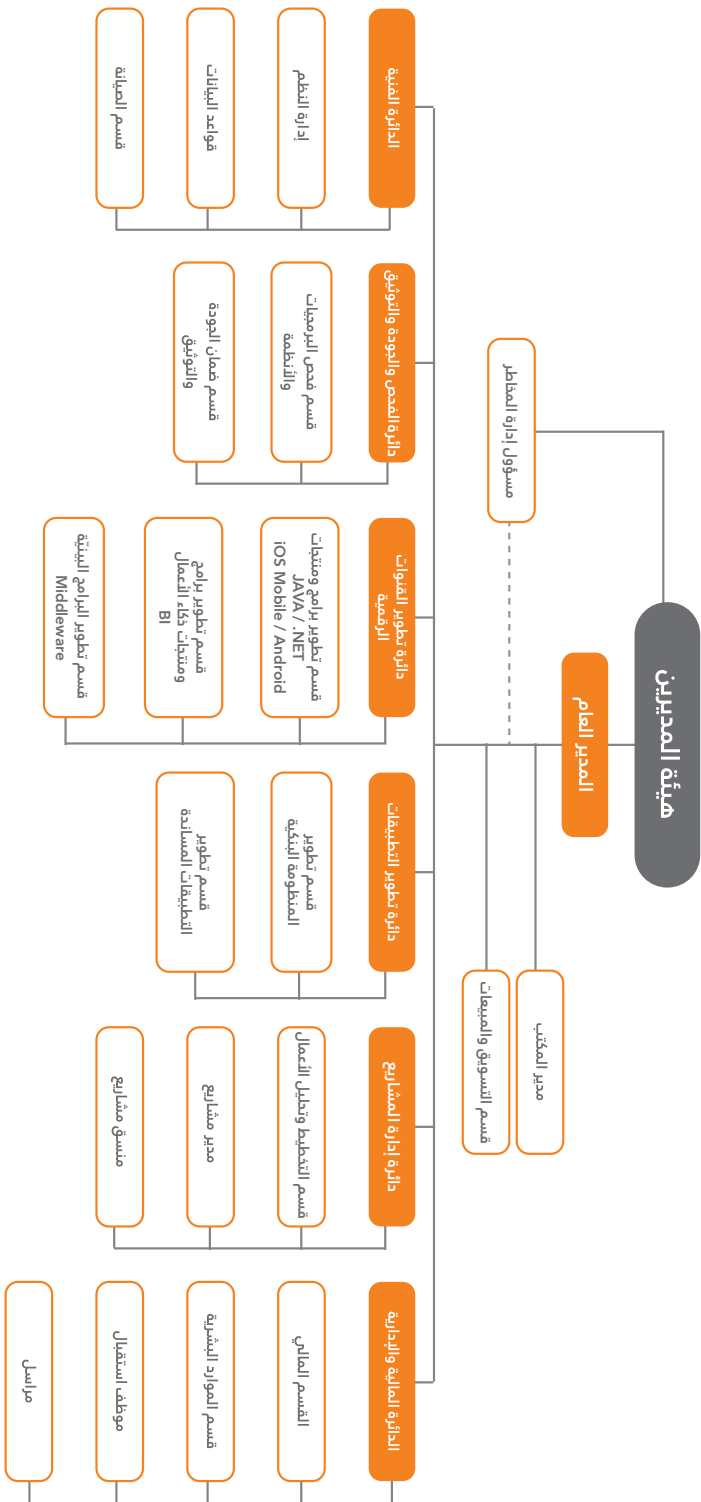 هيئة المديرين
المدير العام
مسؤول إدارة المخاطر
مدير المكتب
قسم التسويق والمبيعات
الدائرة المالية والإدارية
القسم المالي
قسم الموارد البشرية
موظف استقبال
مراسل
دائرة إدارة المشاريع
قسم التخطيط وتحليل الأعمال
مدير مشاريع
منسق مشاريع
دائرة تطوير التطبيقات
قسم تطوير
المنظومة البنكية
قسم تطوير
التطبيقات المساندة
دائرة تطوير القنوات
الرقمية
قسم تطوير برامج ومنتجات
JAVA / .NET
iOS Mobile / Android
قسم تطوير برامج
ومنتجات ذكاء الأعمال
BI
قسم تطوير البرامج البينيّة
Middleware
دائرة الفحص والجودة والتوثيق
قسم فحص البرمجيات
والأنظمة
قسم ضمان الجودة
والتوثيق
الدائرة الفنية
إدارة النظم
قواعد البيانات
قسم الصيانة